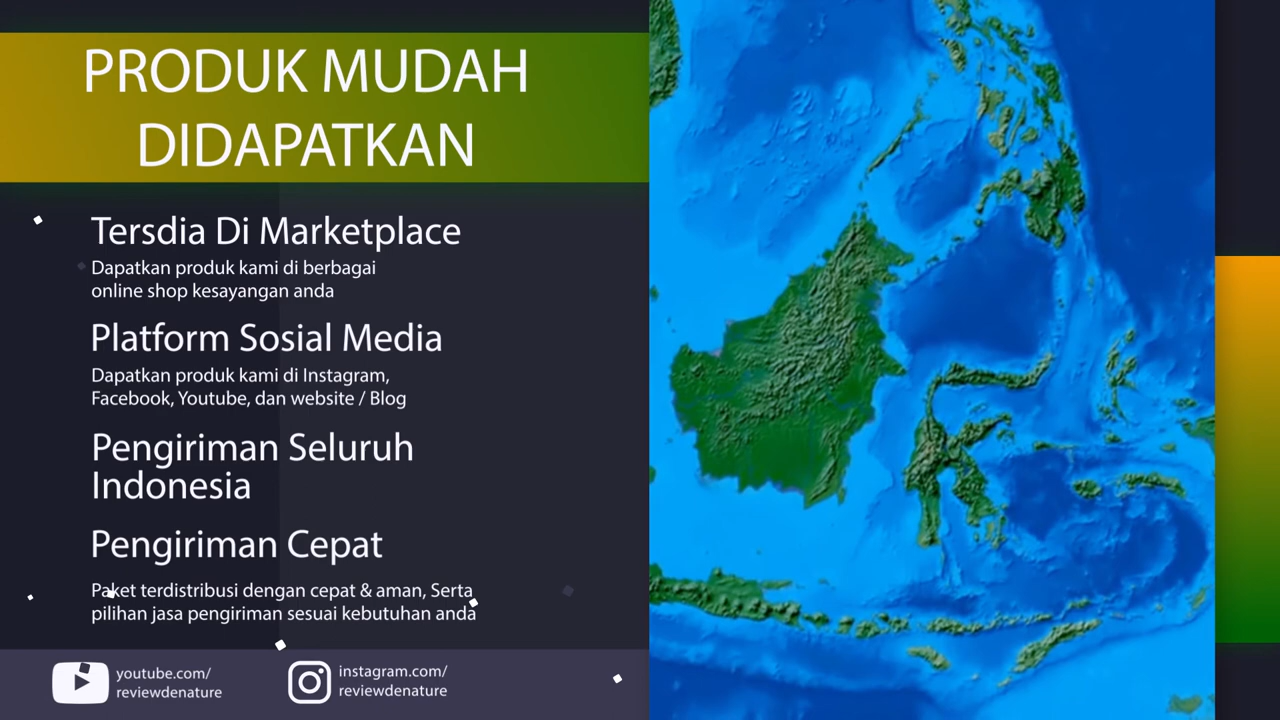 PRODUK MUDAH
DIDAPATKAN
Tersdia Di Marketplace
Dapatkan produk kami di berbagai
online shop kesayangan anda
Platform Sosial Media
Dapatkan produk kami di Instagram,
Facebook, Youtube, dan website / Blog
Pengiriman Seluruh
Indonesia
Pengiriman Cepat
Paket terdistribusi dengan cepat & aman, Serta
pilihan jasa pengiriman sesuai kebutuhan anda
youtube.com/
reviewdenature
instagram.com/
reviewdenature